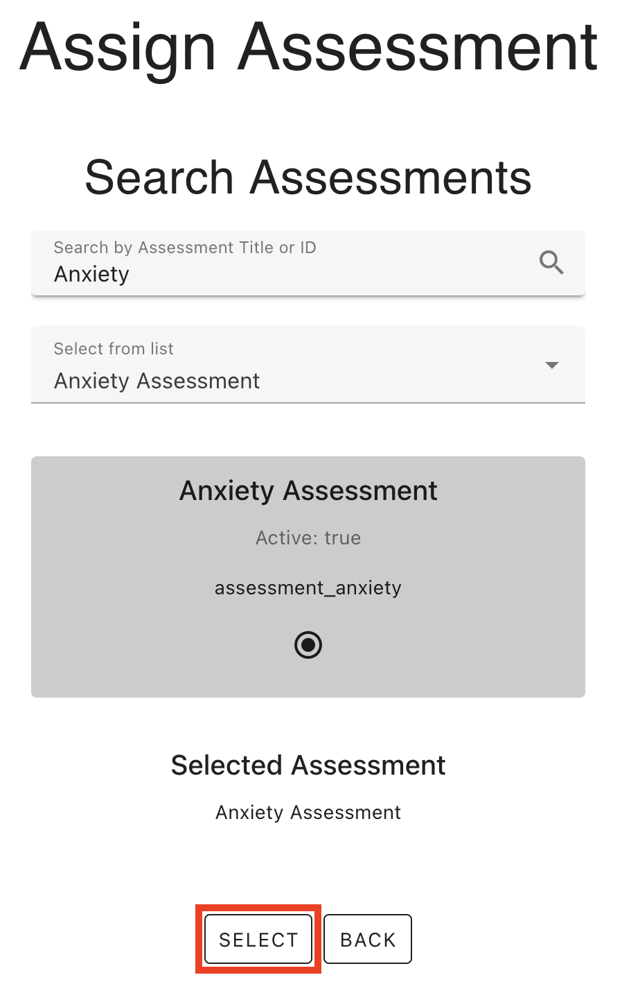 Assign Assessment
Search Assessments
Search by Assessment Title or ID
Anxiety
Select from list
Anxiety Assessment
Anxiety Assessment
Active: true
assessment_anxiety
Selected Assessment
Anxiety Assessment
SELECT BACK